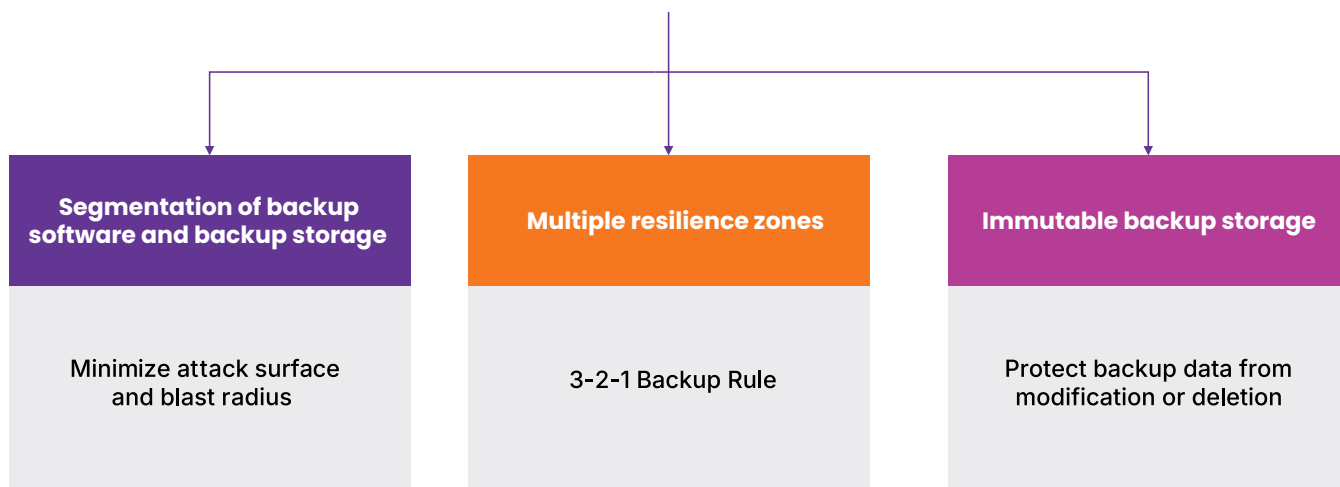 Segmentation of backup
software and backup storage
Minimize attack surface
and blast radius
Multiple resilience zones
3-2-1 Backup Rule
Immutable backup storage
Protect backup data from
modification or deletion